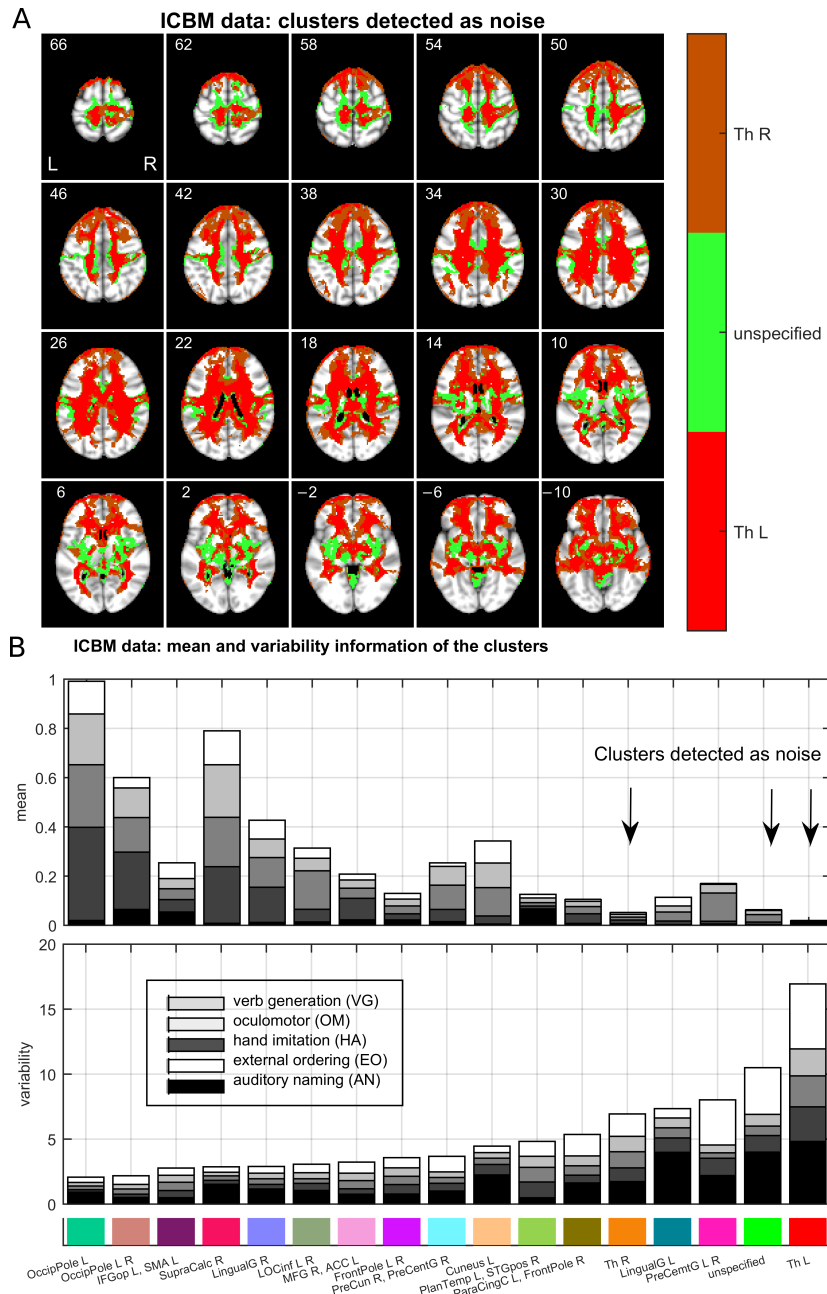 A
ICBM data: clusters detected as noise
66 62 58 54 50
L R
46 42 38 34 30
26 22 18 14 10
6 2 −2 −6 −10
Th R
unspecified
Th L
B
ICBM data: mean and variability information of the clusters
1
0.8
0.6
0.4
0.2
0
mean
Clusters detected as noise
20
15
10
5
0
variability
verb generation (VG)
oculomotor (OM)
hand imitation (HA)
external ordering (EO)
auditory naming (AN)
OccipPole L
OccipPole L R
IFGop L, SMA L
SupraCalc R
LingualG R
LOCinf L R
MFG R, ACC L
FrontPole L R
PreCun R, PreCentG R
Cuneus L
PlanTemp L, STGpos R
ParaCingC L, FrontPole R
Th R
LingualG L
PreCemtG L R
unspecified
Th L